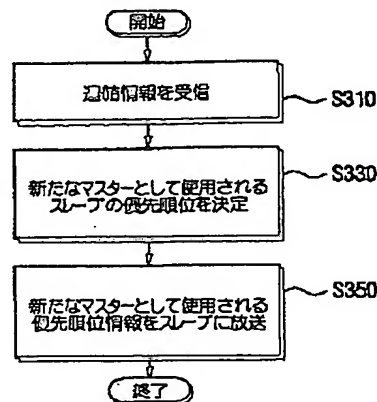 開始
連結情報を受信
S310
新たなマスターとして使用される
スレーブの優先順位を決定
S330
新たなマスターとして使用される
優先順位情報をスレーブに放送
S350
終了